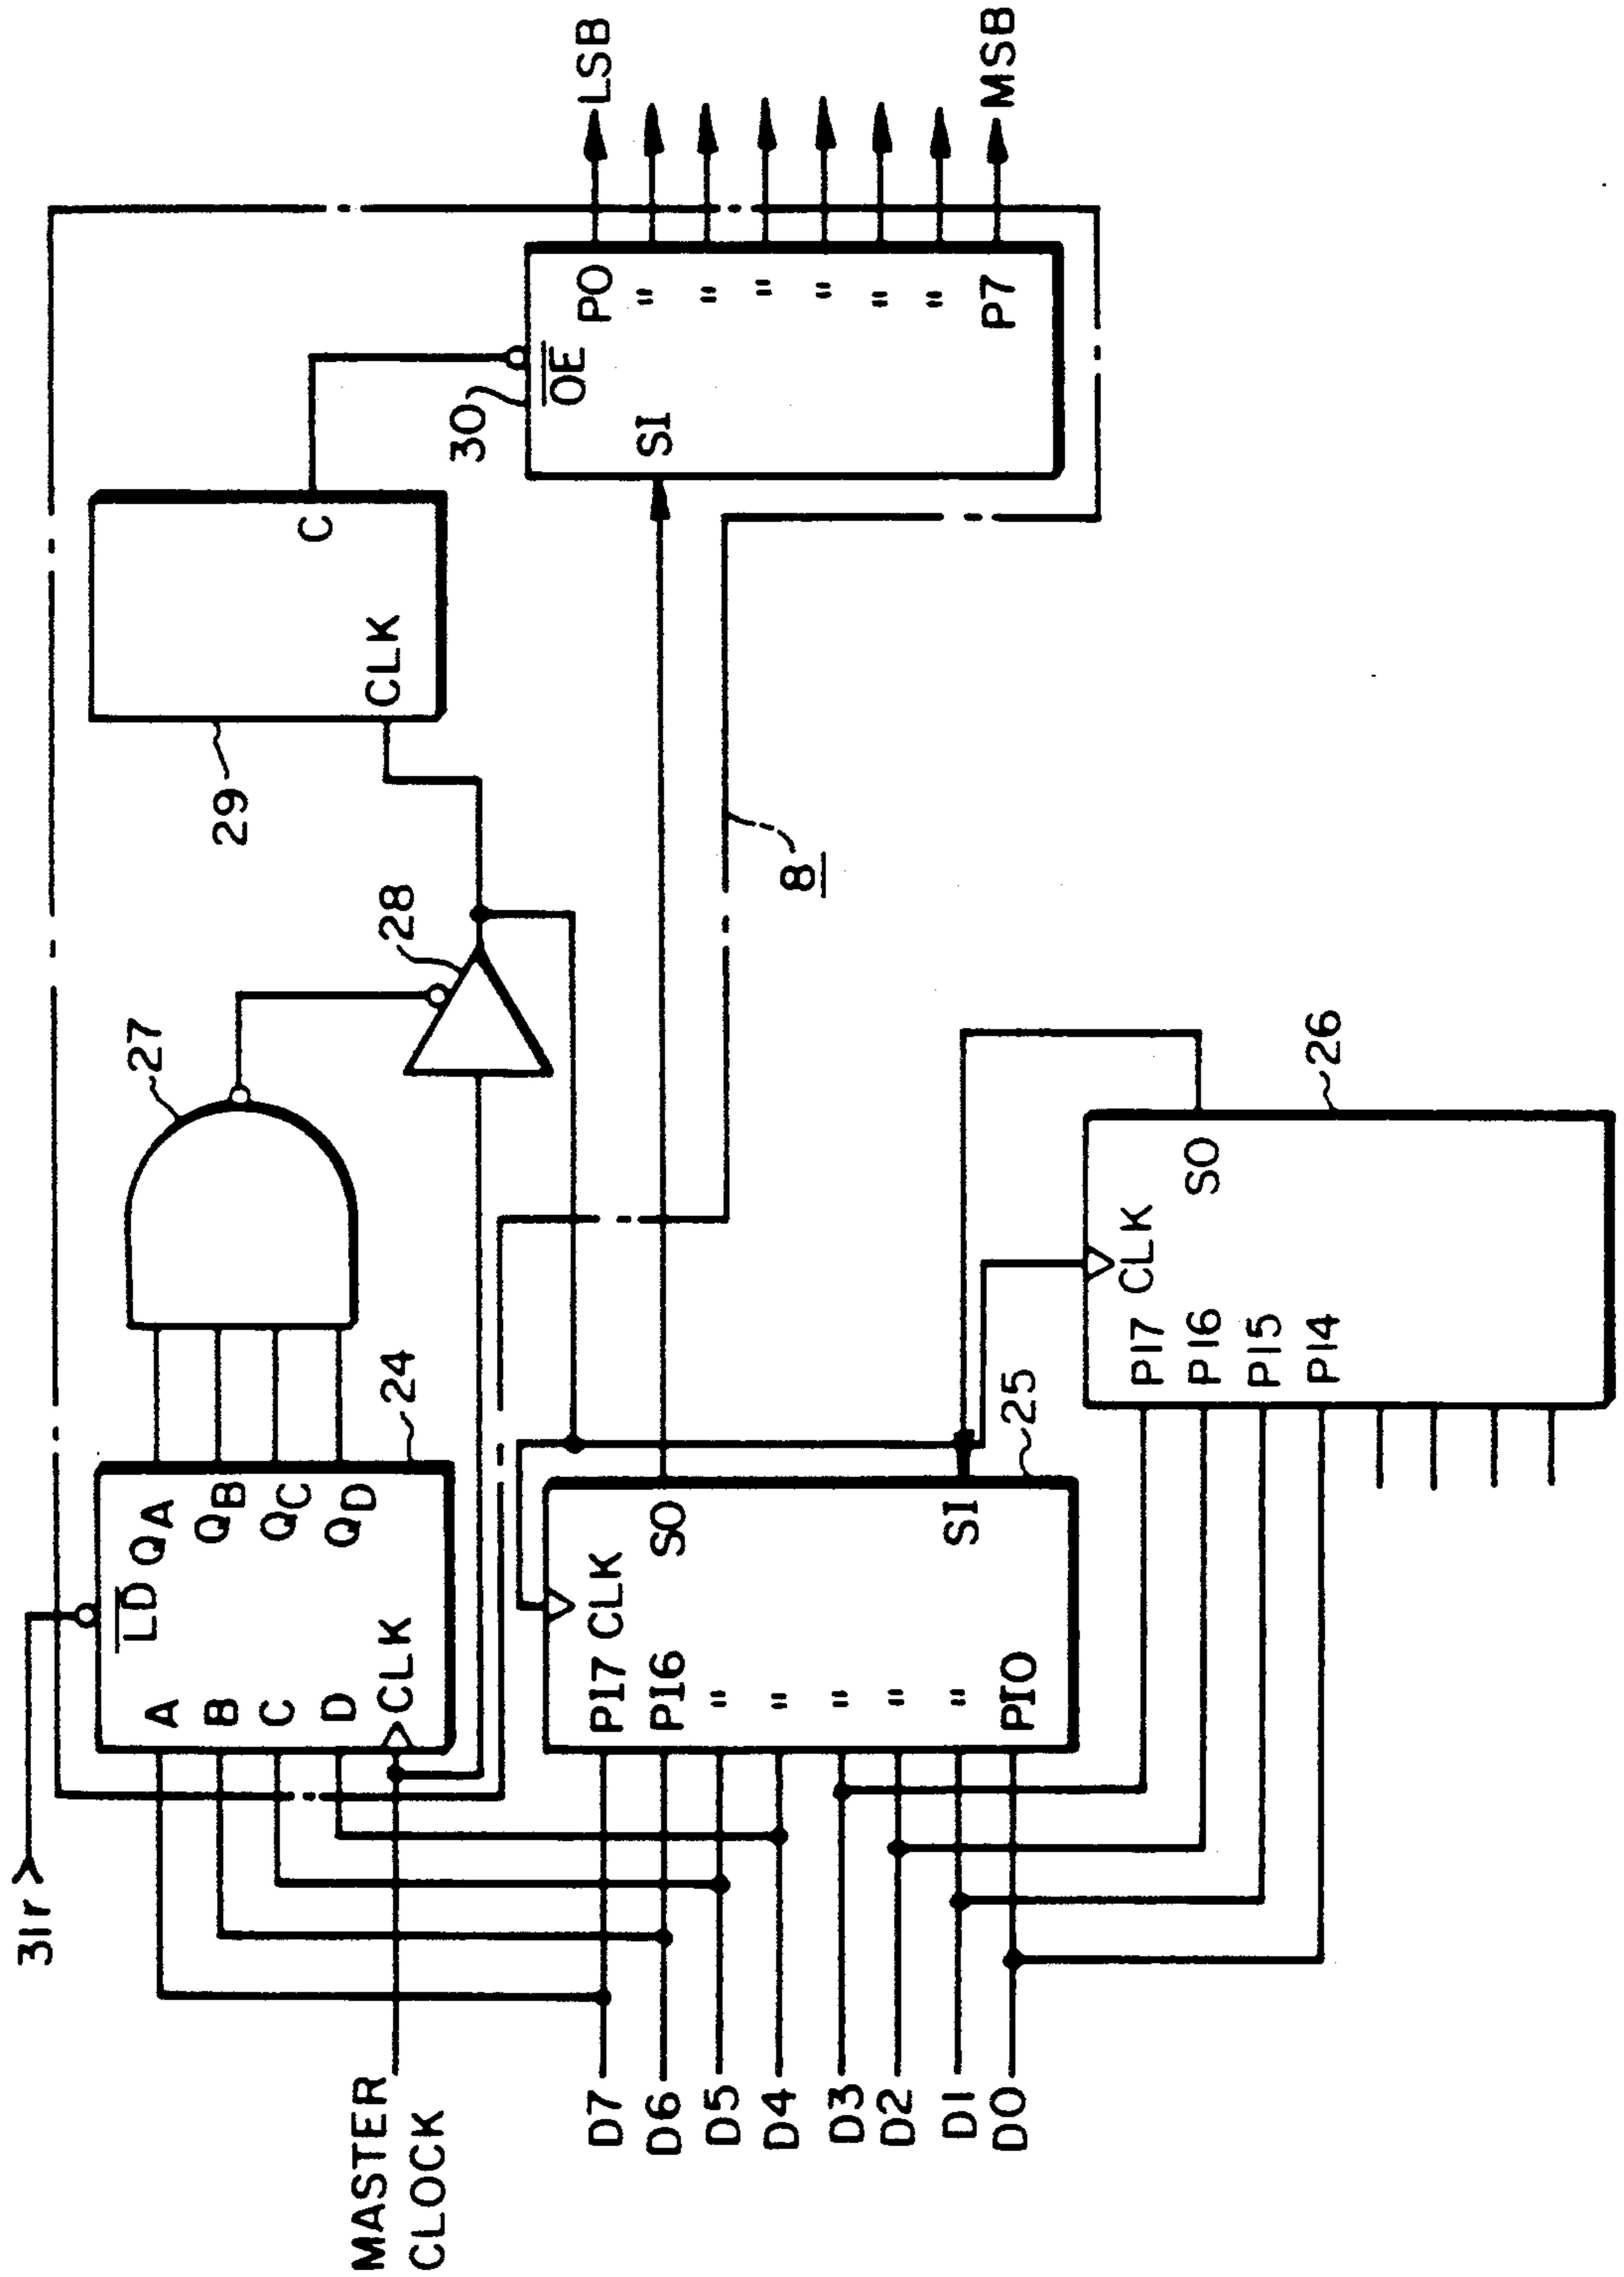 31r
MASTER
CLOCK
A
B
C
D
CLK
LD
QA
QB
QC
QD
24
27
28
29
CLK
C
30
OE
SI
P0
"
"
"
"
"
"
P7
LSB
MSB
8
D7
D6
D5
D4
D3
D2
D1
D0
PI7
PI6
"
"
"
"
"
PI0
CLK
SO
SI
25
PI7
PI6
PI5
PI4
CLK
SO
26